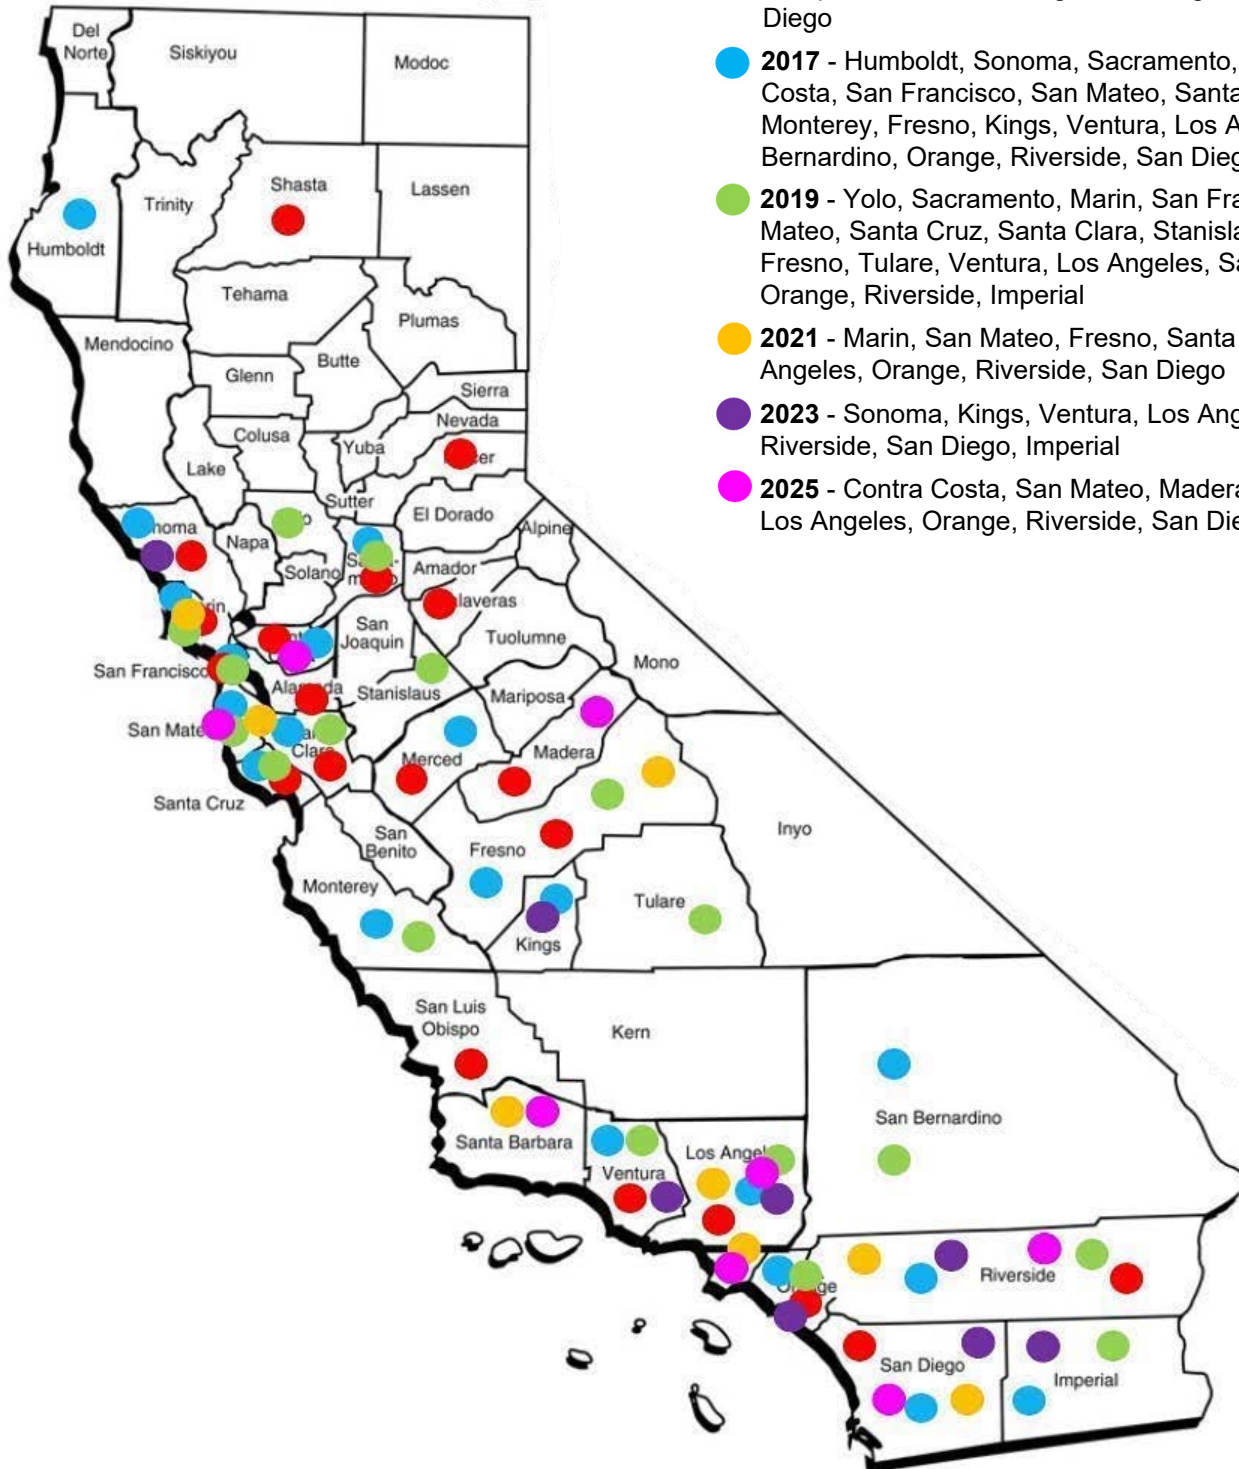 Diego
2017 - Humboldt, Sonoma, Sacramento,
Costa, San Francisco, San Mateo, Santa
Monterey, Fresno, Kings, Ventura, Los A
Bernardino, Orange, Riverside, San Dieg
2019 - Yolo, Sacramento, Marin, San Fra
Mateo, Santa Cruz, Santa Clara, Stanisla
Fresno, Tulare, Ventura, Los Angeles, Sa
Orange, Riverside, Imperial
2021 - Marin, San Mateo, Fresno, Santa
Angeles, Orange, Riverside, San Diego
2023 - Sonoma, Kings, Ventura, Los Ang
Riverside, San Diego, Imperial
2025 - Contra Costa, San Mateo, Madera
Los Angeles, Orange, Riverside, San Die
Del
Norte
Siskiyou
Modoc
Shasta
Lassen
Trinity
Humboldt
Tehama
Plumas
Mendocino
Butte
Glenn
Sierra
Nevada
Colusa
Yuba
Lake
Sutter
El Dorado
Alpine
Napa
Solano
Amador
San
Joaquin
Tuolumne
Mono
San Francisco
Stanislaus
Mariposa
San Mate
Merced
Madera
Santa Cruz
Inyo
San
Benito
Fresno
Monterey
Tulare
Kings
San Luis
Obispo
Kern
San Bernardino
Santa Barbara
Los Angel
Ventura
Riverside
San Diego
Imperial